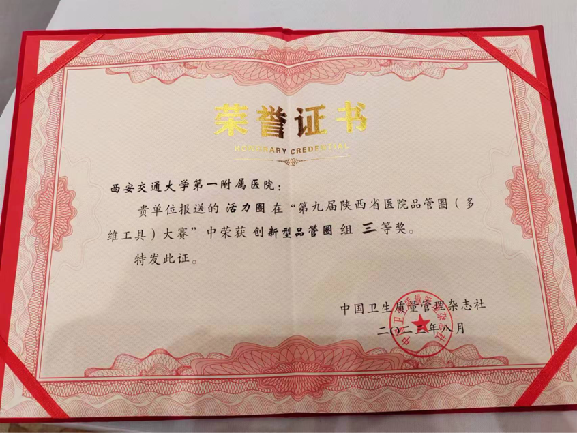 荣誉证书
HONORARY CREDENTIAL
西安交通大学第一附属医院：
贵单位报送的 活力圈 在“第九届陕西省医院品管圈（多
维工具）大赛”中荣获 创新型品管圈 组 三等奖。
特发此证。
中国卫生质量管理杂志社
年八月